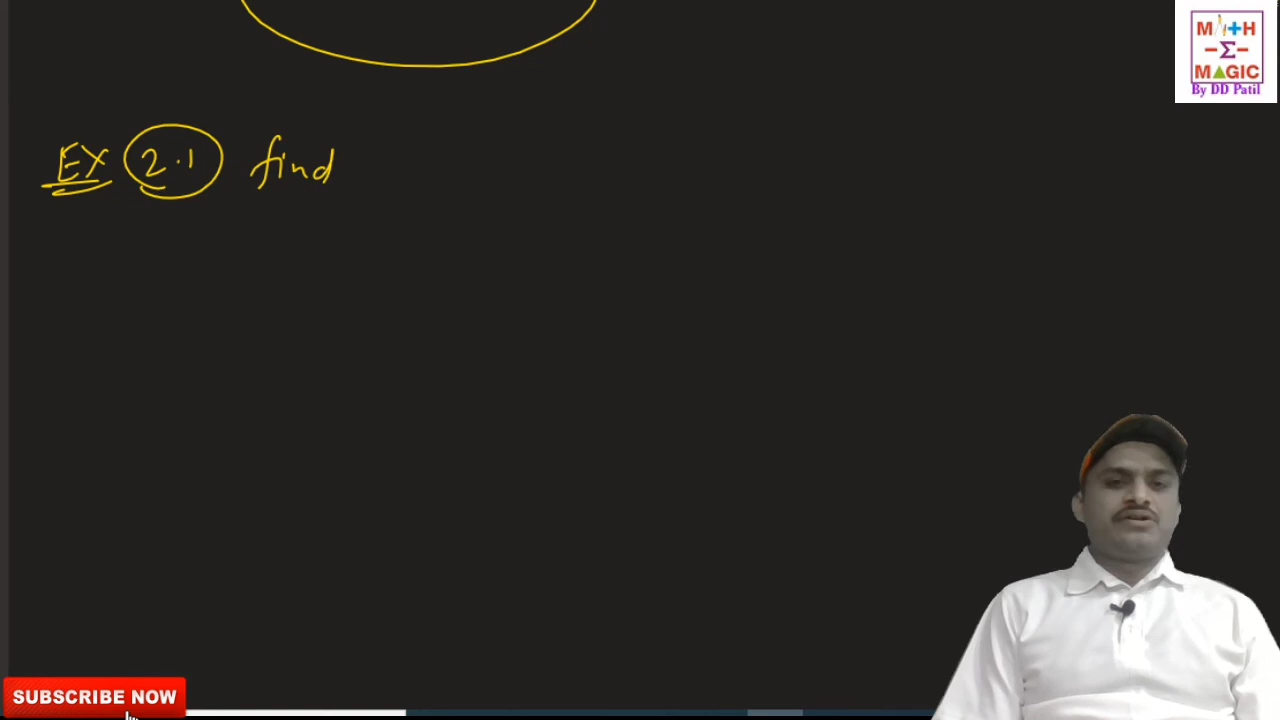 MATH
-Σ-
MAGIC
By DD Patil
EX 2.1 find
SUBSCRIBE NOW